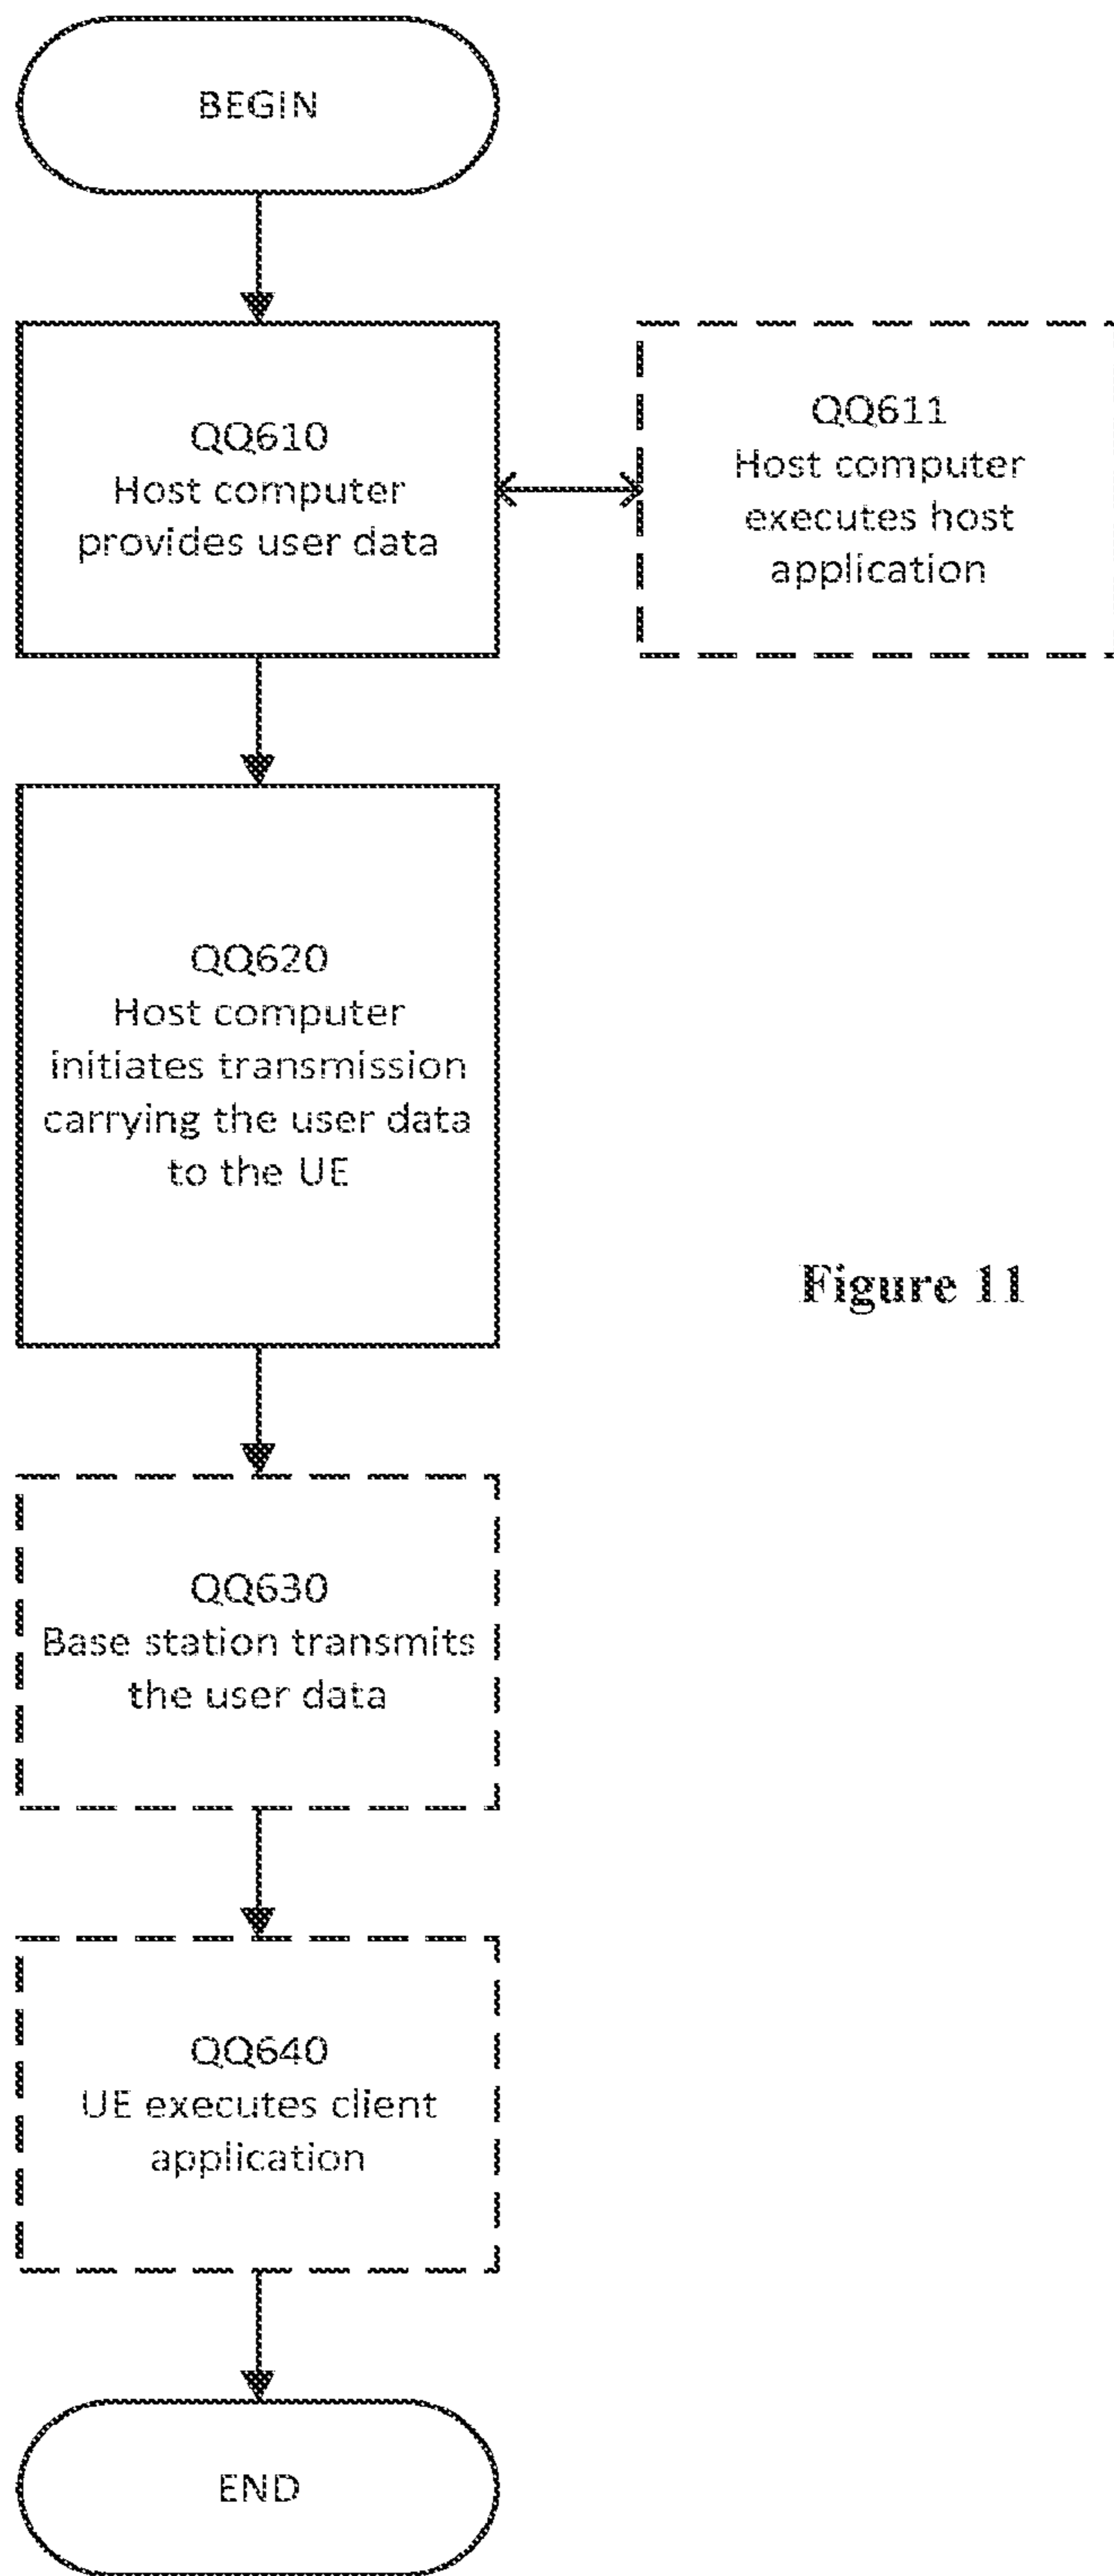 BEGIN
QQ610
Host computer
provides user data
QQ611
Host computer
executes host
application
QQ620
Host computer
initiates transmission
carrying the user data
to the UE
Figure 11
QQ630
Base station transmits
the user data
QQ640
UE executes client
application
END